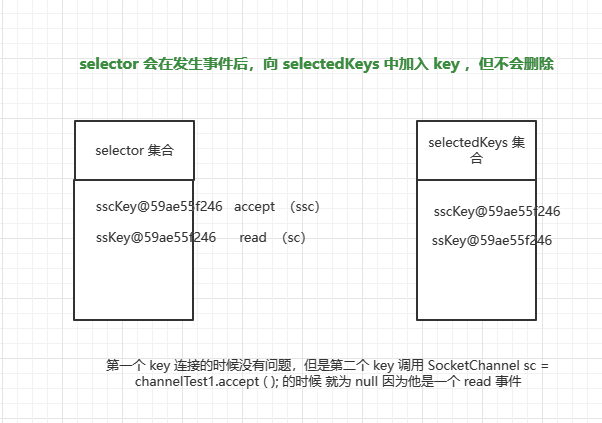 selector 会在发生事件后，向 selectedKeys 中加入 key ，但不会删除
selector 集合
selectedKeys 集
合
sscKey@59ae55f246 accept （ssc）
ssKey@59ae55f246 read （sc）
sscKey@59ae55f246
ssKey@59ae55f246
第一个 key 连接的时候没有问题，但是第二个 key 调用 SocketChannel sc =
channelTest1.accept ( ); 的时候 就为 null 因为他是一个 read 事件